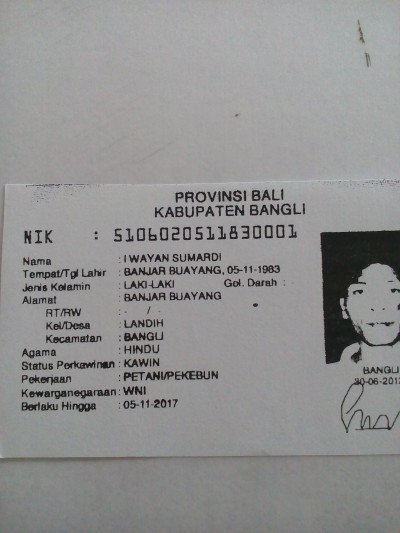 PROVINSI BALI
KABUPATEN BANGLI
NIK : 5106020511830001
Nama : I WAYAN SUMARDI
Tempat/Tgl Lahir : BANJAR BUAYANG, 05-11-1983
Jenis Kelamin : LAKI-LAKI Gol. Darah :
Alamat : BANJAR BUAYANG
RT/RW : - / -
Kel/Desa : LANDIH
Kecamatan : BANGLI
Agama : HINDU
Status Perkawinan : KAWIN
Pekerjaan : PETANI/PEKEBUN
Kewarganegaraan : WNI
Berlaku Hingga : 05-11-2017
BANGLI
30-06-2012